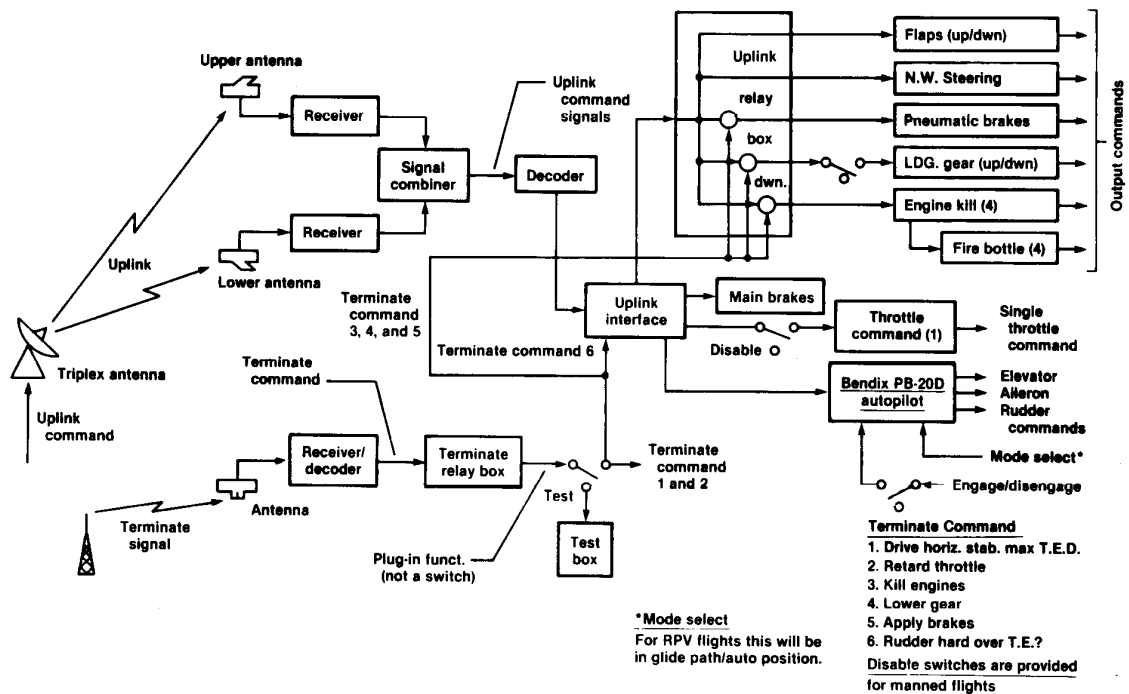 Upper antenna
Receiver
Uplink
command
signals
Signal
combiner
Decoder
Receiver
Uplink
Lower antenna
Triplex antenna
Uplink
command
Uplink
relay
box
dwn.
Flaps (up/dwn)
N.W. Steering
Pneumatic brakes
LDG. gear (up/dwn)
Engine kill (4)
Fire bottle (4)
Output commands
Terminate
command
3, 4, and 5
Uplink
interface
Main brakes
Disable
Throttle
command (1)
Single
throttle
command
Terminate command 6
Bendix PB-20D
autopilot
Elevator
Aileron
Rudder
commands
Mode select*
Engage/disengage
Terminate
command
Receiver/
decoder
Terminate
relay box
Terminate
command
1 and 2
Test
Test
box
Antenna
Terminate
signal
Plug-in funct.
(not a switch)
*Mode select
For RPV flights this will be
in glide path/auto position.
Terminate Command
1. Drive horiz. stab. max T.E.D.
2. Retard throttle
3. Kill engines
4. Lower gear
5. Apply brakes
6. Rudder hard over T.E.?
Disable switches are provided
for manned flights